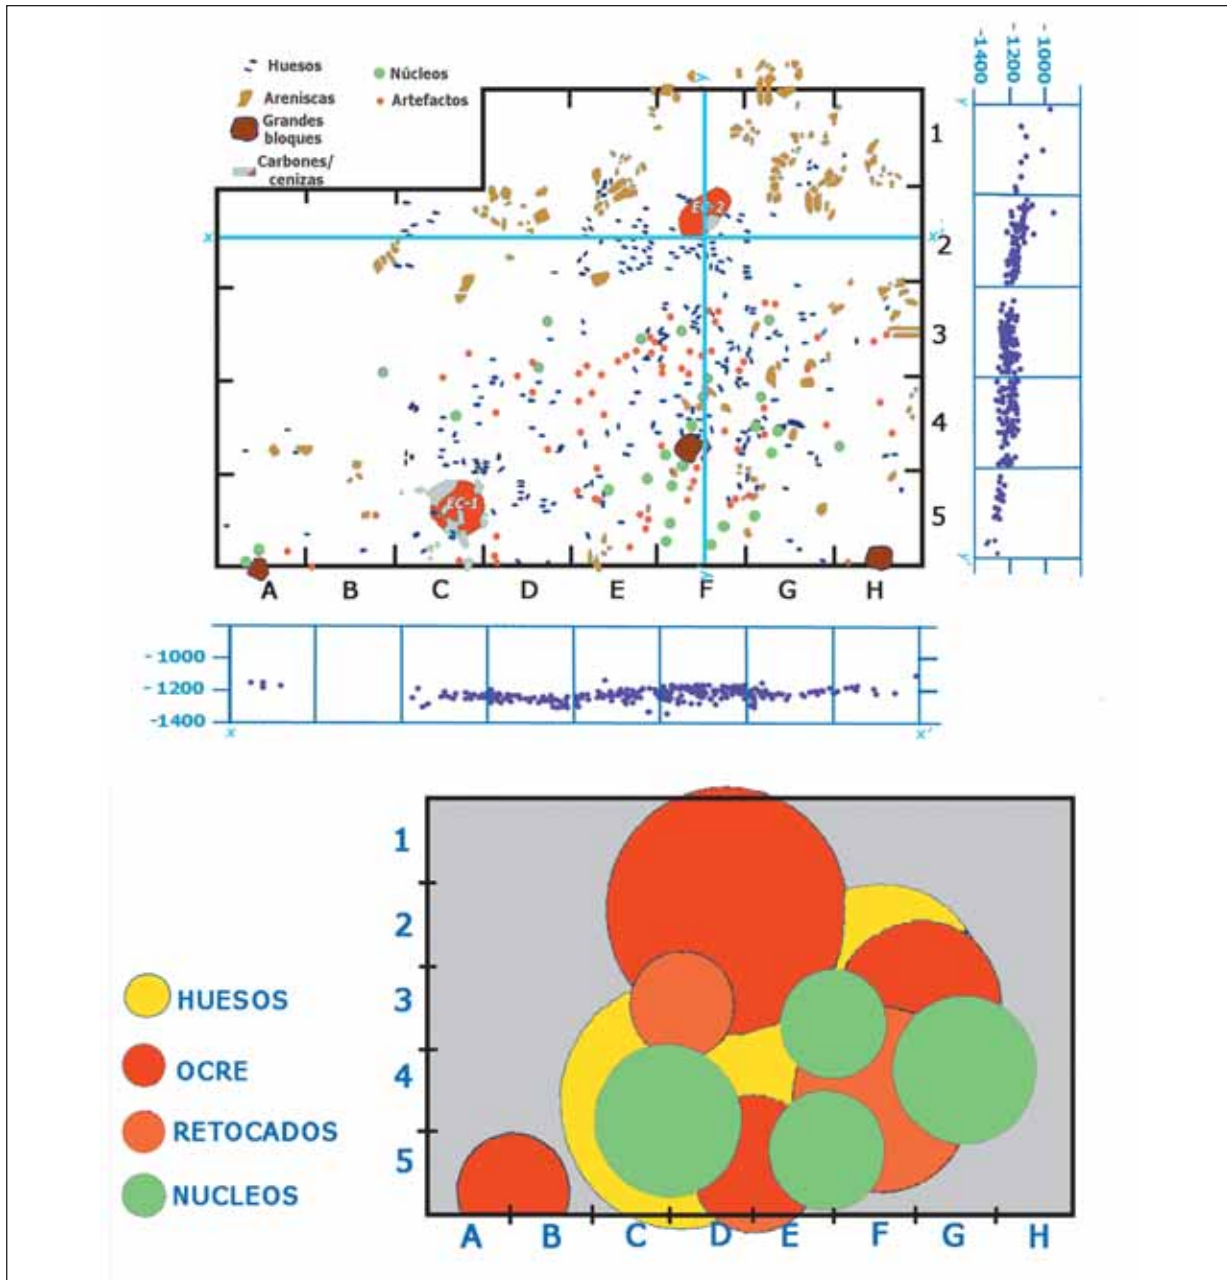 Huesos
Areniscas
Grandes
bloques
Carbones/
cenizas
Núcleos
Artefactos
EC-2
EC-1
x
x'
y
y'
1
2
3
4
5
A B C D E F G H
-1400
-1200
-1000
y
y'
- 1000
- 1200
-1400
x
x'
1
2
3
4
5
HUESOS
OCRE
RETOCADOS
NUCLEOS
A B C D E F G H